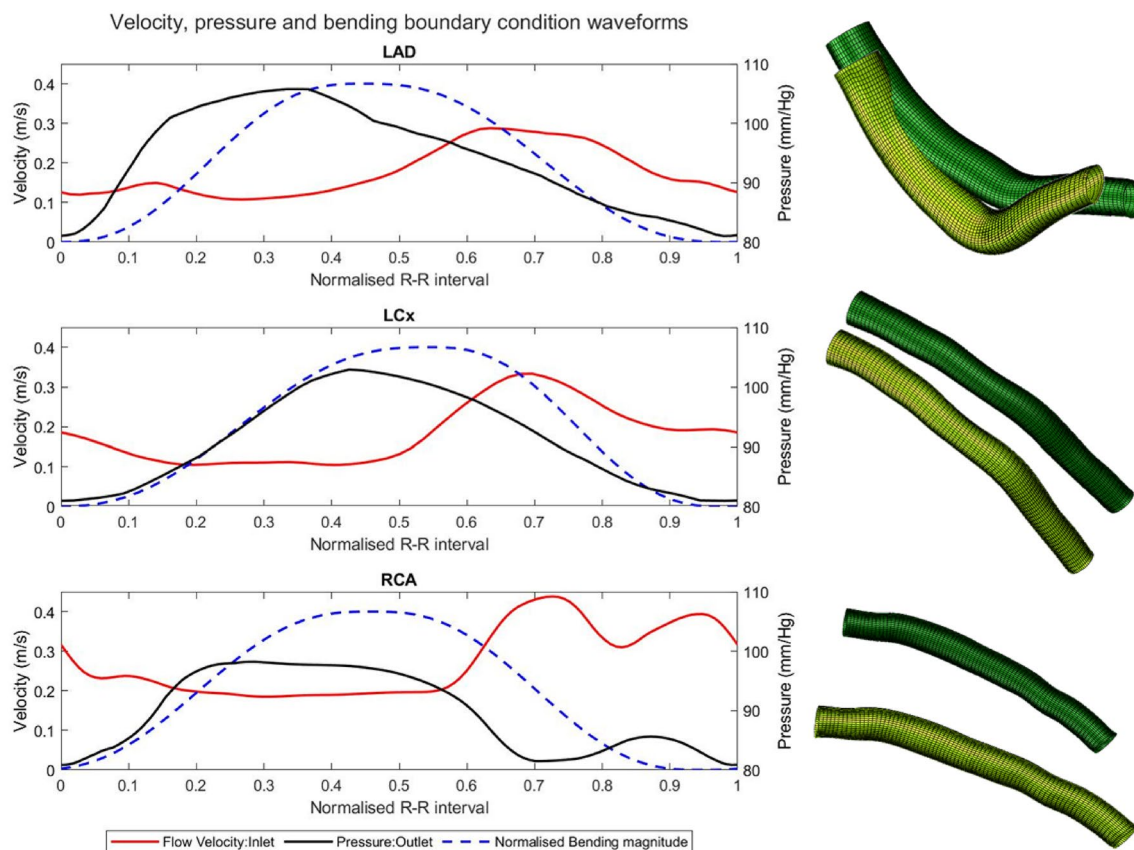 Velocity, pressure and bending boundary condition waveforms
LAD
Velocity (m/s)
0.4
0.3
0.2
0.1
0
110
100
90
80
Pressure (mm/Hg)
0 0.1 0.2 0.3 0.4 0.5 0.6 0.7 0.8 0.9 1
Normalised R-R interval
LCx
Velocity (m/s)
0.4
0.3
0.2
0.1
0
110
100
90
80
Pressure (mm/Hg)
0 0.1 0.2 0.3 0.4 0.5 0.6 0.7 0.8 0.9 1
Normalised R-R interval
RCA
Velocity (m/s)
0.4
0.3
0.2
0.1
0
110
100
90
80
Pressure (mm/Hg)
0 0.1 0.2 0.3 0.4 0.5 0.6 0.7 0.8 0.9 1
Normalised R-R interval
Flow Velocity:Inlet Pressure:Outlet Normalised Bending magnitude